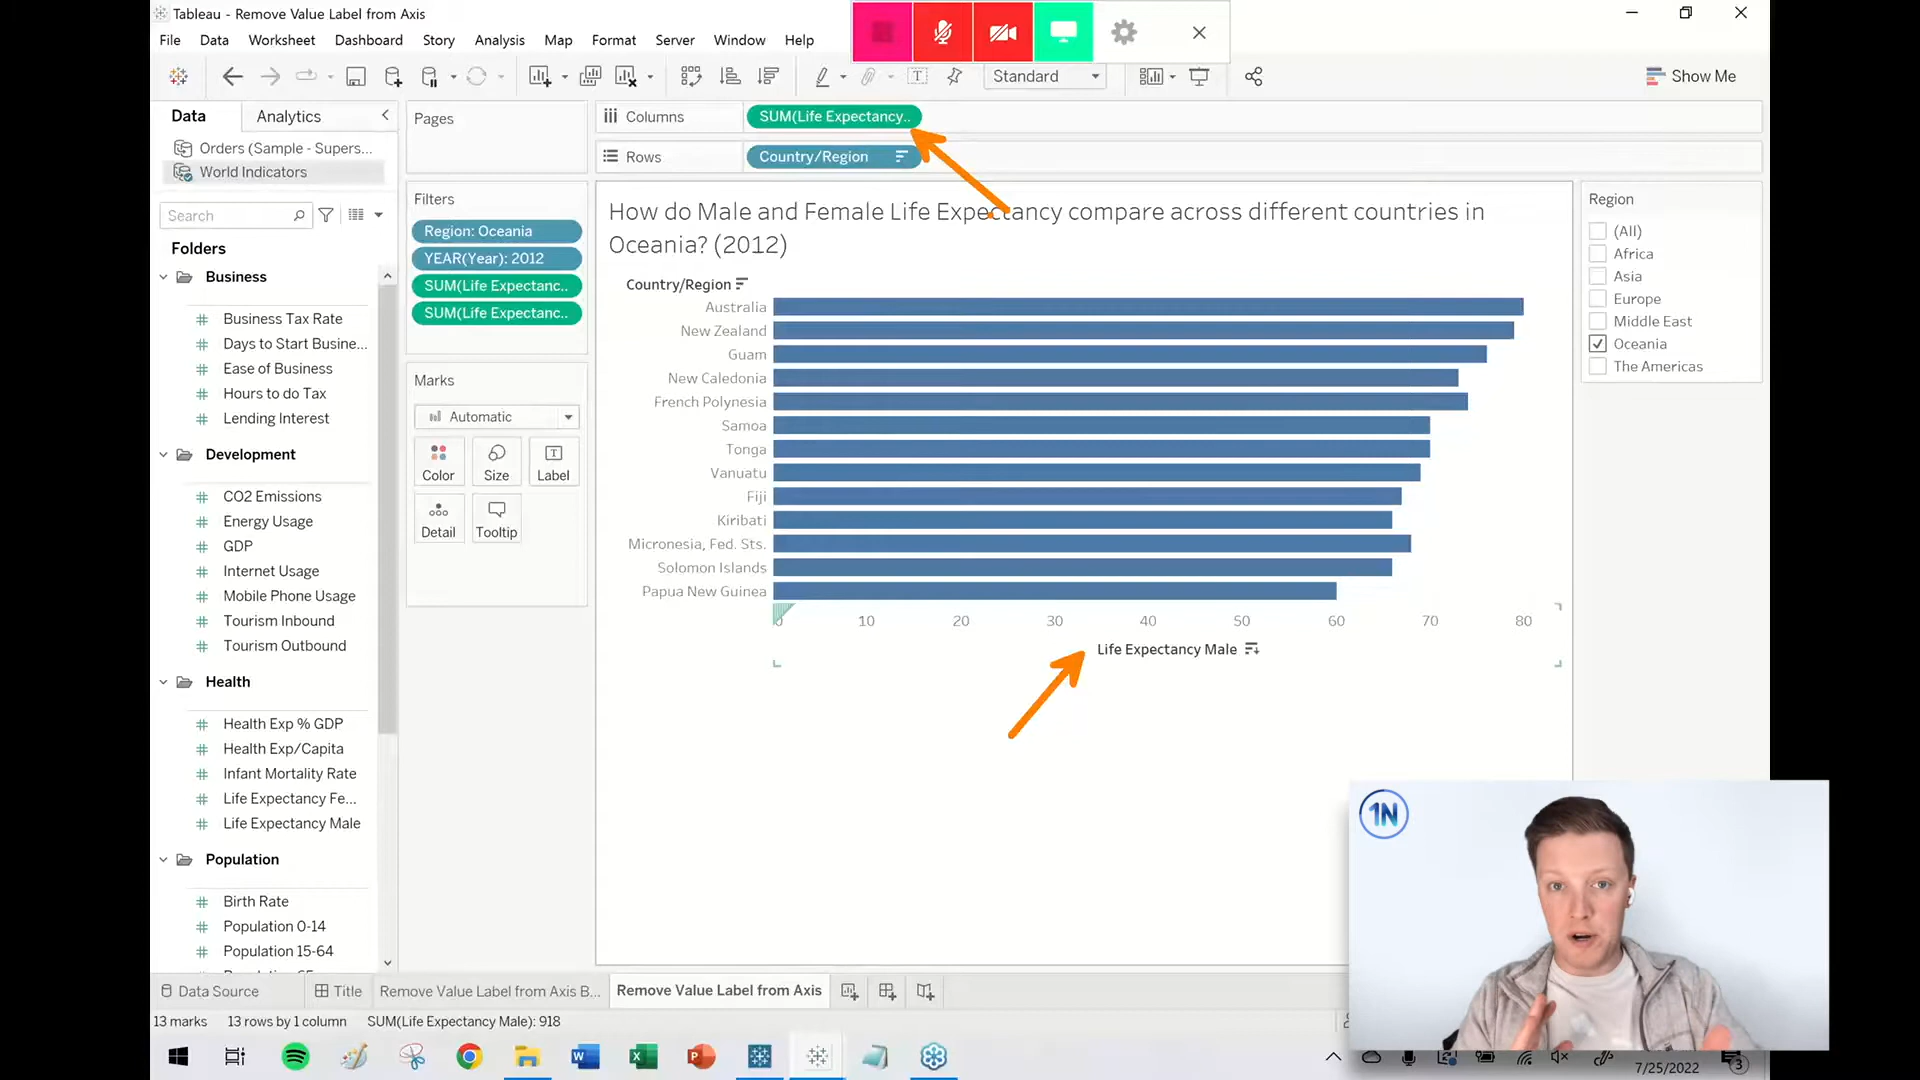 Tableau - Remove Value Label from Axis
File Data Worksheet Dashboard Story Analysis Map Format Server Window Help
Standard
Show Me
Data
Analytics
Orders (Sample - Supers...
World Indicators
Search
Folders
Business
Business Tax Rate
Days to Start Busine...
Ease of Business
Hours to do Tax
Lending Interest
Development
CO2 Emissions
Energy Usage
GDP
Internet Usage
Mobile Phone Usage
Tourism Inbound
Tourism Outbound
Health
Health Exp % GDP
Health Exp/Capita
Infant Mortality Rate
Life Expectancy Fe...
Life Expectancy Male
Population
Birth Rate
Population 0-14
Population 15-64
Pages
Filters
Region: Oceania
YEAR(Year): 2012
SUM(Life Expectanc..
SUM(Life Expectanc..
Marks
Automatic
Color
Size
Label
Detail
Tooltip
Columns
SUM(Life Expectancy..
Rows
Country/Region
How do Male and Female Life Expectancy compare across different countries in
Oceania? (2012)
Country/Region
Australia
New Zealand
Guam
New Caledonia
French Polynesia
Samoa
Tonga
Vanuatu
Fiji
Kiribati
Micronesia, Fed. Sts.
Solomon Islands
Papua New Guinea
0 10 20 30 40 50 60 70 80
Life Expectancy Male
Region
(All)
Africa
Asia
Europe
Middle East
Oceania
The Americas
1N
Data Source
Title
Remove Value Label from Axis B...
Remove Value Label from Axis
13 marks
13 rows by 1 column
SUM(Life Expectancy Male): 918
7/25/2022
3